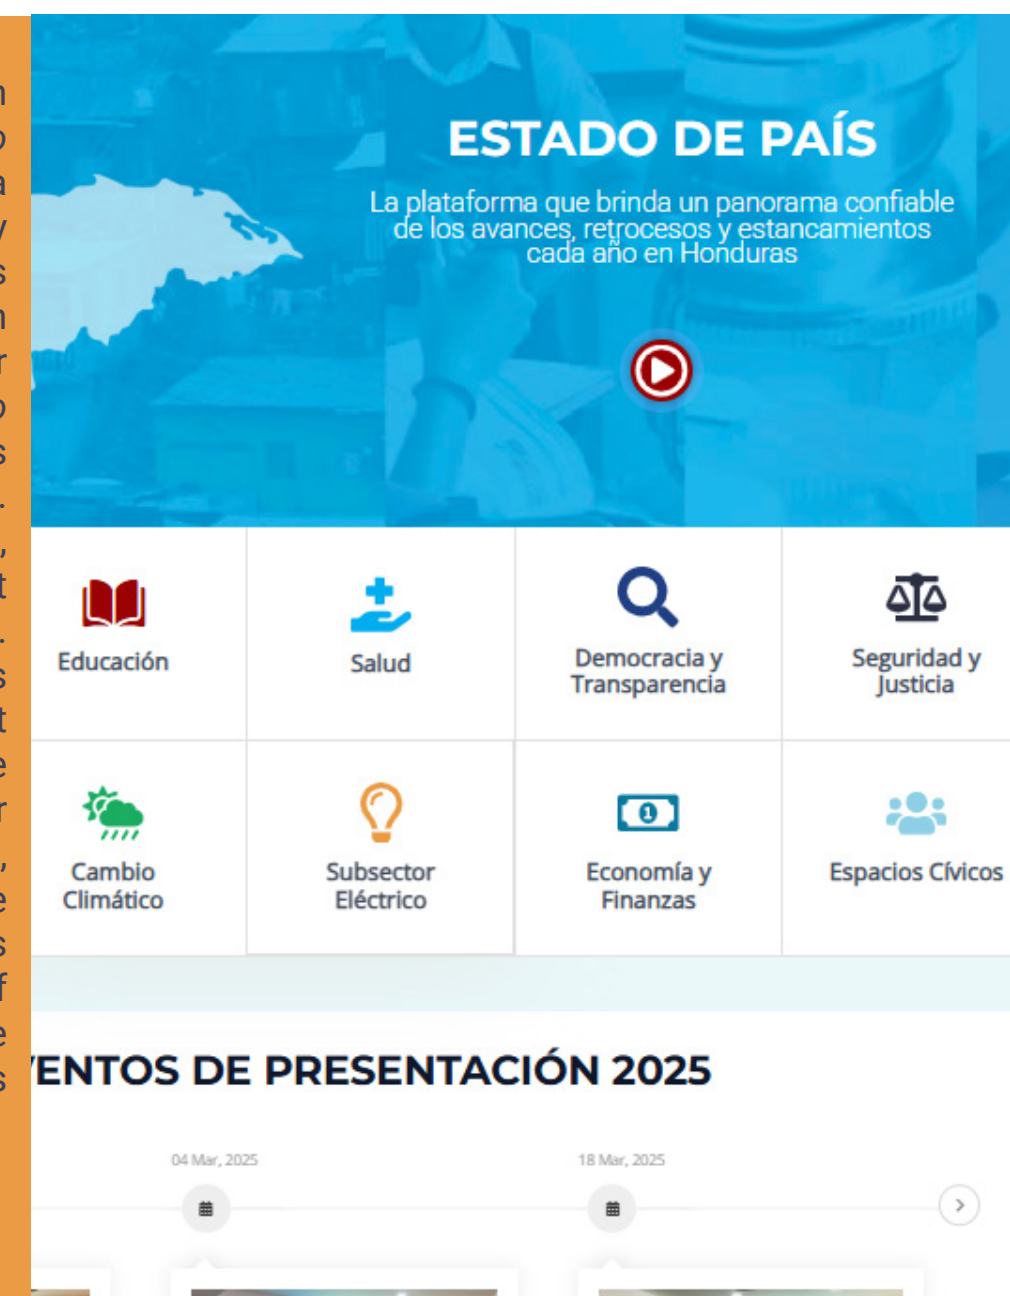 ESTADO DE PAÍS
La plataforma que brinda un panorama confiable
de los avances, retrocesos y estancamientos
cada año en Honduras
Educación
Salud
Democracia y
Transparencia
Seguridad y
Justicia
Cambio
Climático
Subsector
Eléctrico
Economía y
Finanzas
Espacios Cívicos
DE PRESENTACIÓN 2025
04 Mar, 2025
18 Mar, 2025